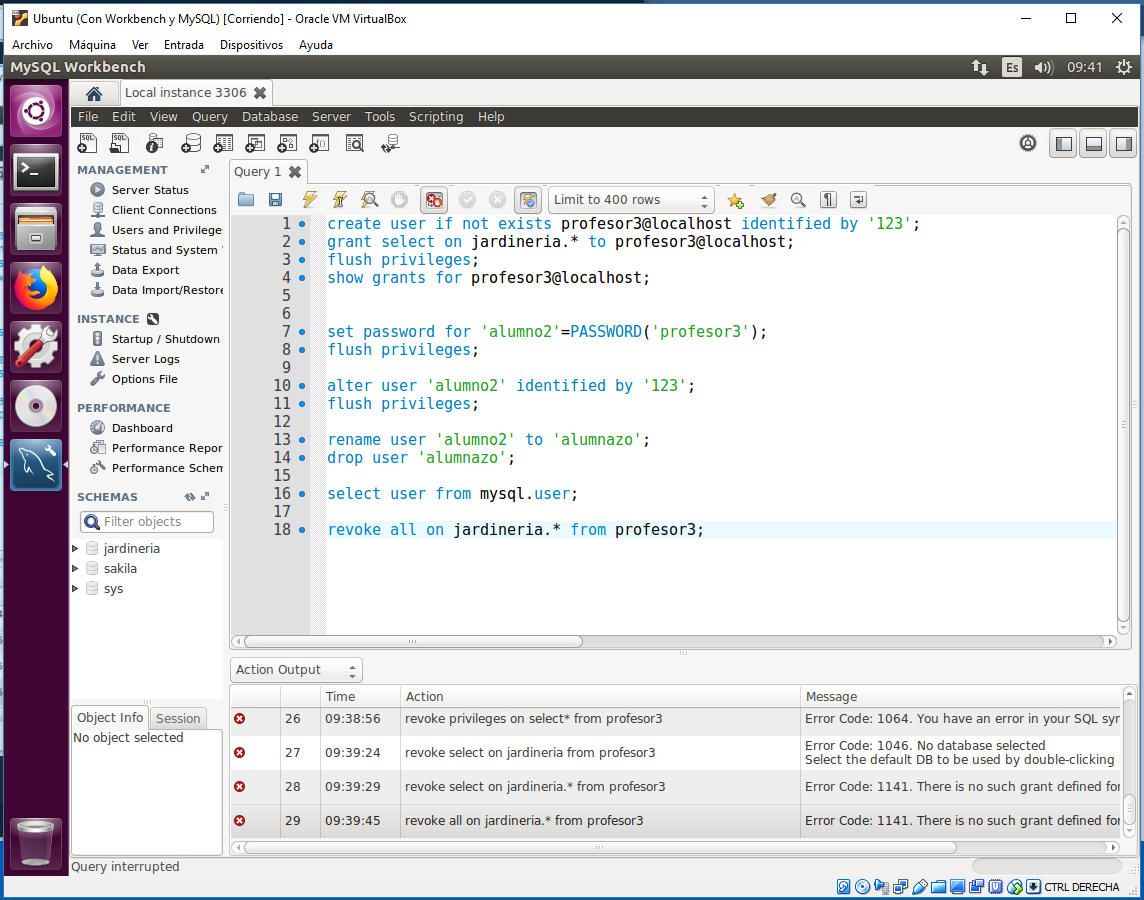 Ubuntu (Con Workbench y MySQL) [Corriendo] - Oracle VM VirtualBox
Archivo Máquina Ver Entrada Dispositivos Ayuda
MySQL Workbench Es 09:41
Local instance 3306
File Edit View Query Database Server Tools Scripting Help
MANAGEMENT
Server Status
Client Connections
Users and Privilege
Status and System
Data Export
Data Import/Restore
INSTANCE
Startup / Shutdown
Server Logs
Options File
PERFORMANCE
Dashboard
Performance Repor
Performance Schem
SCHEMAS
Filter objects
jardineria
sakila
sys
Object Info Session
No object selected
Query 1
Limit to 400 rows
1 create user if not exists profesor3@localhost identified by '123';
2 grant select on jardineria.* to profesor3@localhost;
3 flush privileges;
4 show grants for profesor3@localhost;
5
6
7 set password for 'alumno2'=PASSWORD('profesor3');
8 flush privileges;
9
10 alter user 'alumno2' identified by '123';
11 flush privileges;
12
13 rename user 'alumno2' to 'alumnazo';
14 drop user 'alumnazo';
15
16 select user from mysql.user;
17
18 revoke all on jardineria.* from profesor3;
Action Output
Time Action Message
26 09:38:56 revoke privileges on select* from profesor3 Error Code: 1064. You have an error in your SQL syn
27 09:39:24 revoke select on jardineria from profesor3 Error Code: 1046. No database selected
Select the default DB to be used by double-clicking
28 09:39:29 revoke select on jardineria.* from profesor3 Error Code: 1141. There is no such grant defined for
29 09:39:45 revoke all on jardineria.* from profesor3 Error Code: 1141. There is no such grant defined for
Query interrupted
CTRL DERECHA